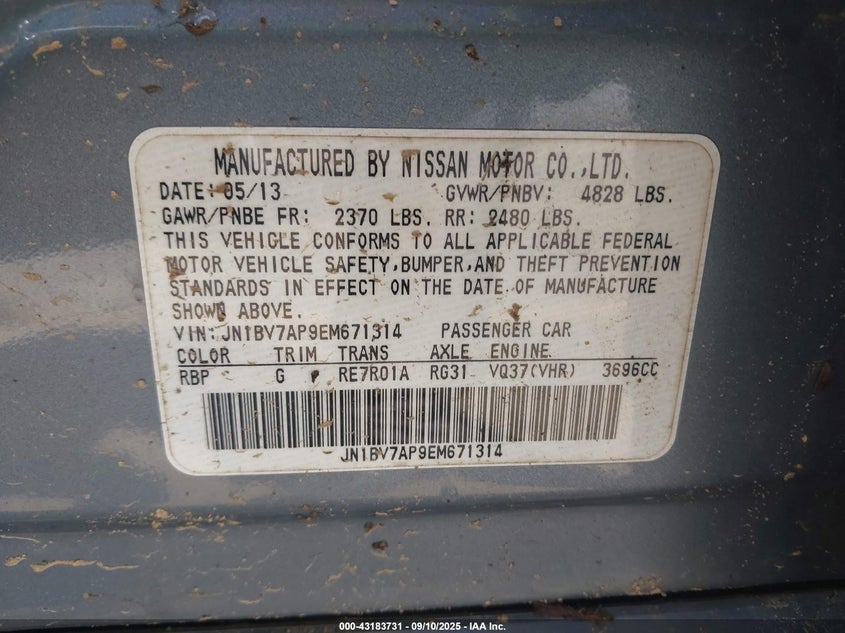 MANUFACTURED BY NISSAN MOTOR CO.,LTD.
DATE: 05/13 GVWR/PNBV: 4828 LBS.
GAWR/PNBE FR: 2370 LBS. RR: 2480 LBS.
THIS VEHICLE CONFORMS TO ALL APPLICABLE FEDERAL
MOTOR VEHICLE SAFETY,BUMPER,AND THEFT PREVENTION
STANDARDS IN EFFECT ON THE DATE OF MANUFACTURE
SHOWN ABOVE.
VIN: JN1BV7AP9EM671314 PASSENGER CAR
COLOR TRIM TRANS AXLE ENGINE
RBP G RE7R01A RG31 VQ37(VHR) 3696CC
JN1BV7AP9EM671314
000-43183731 - 09/10/2025 - IAA Inc.